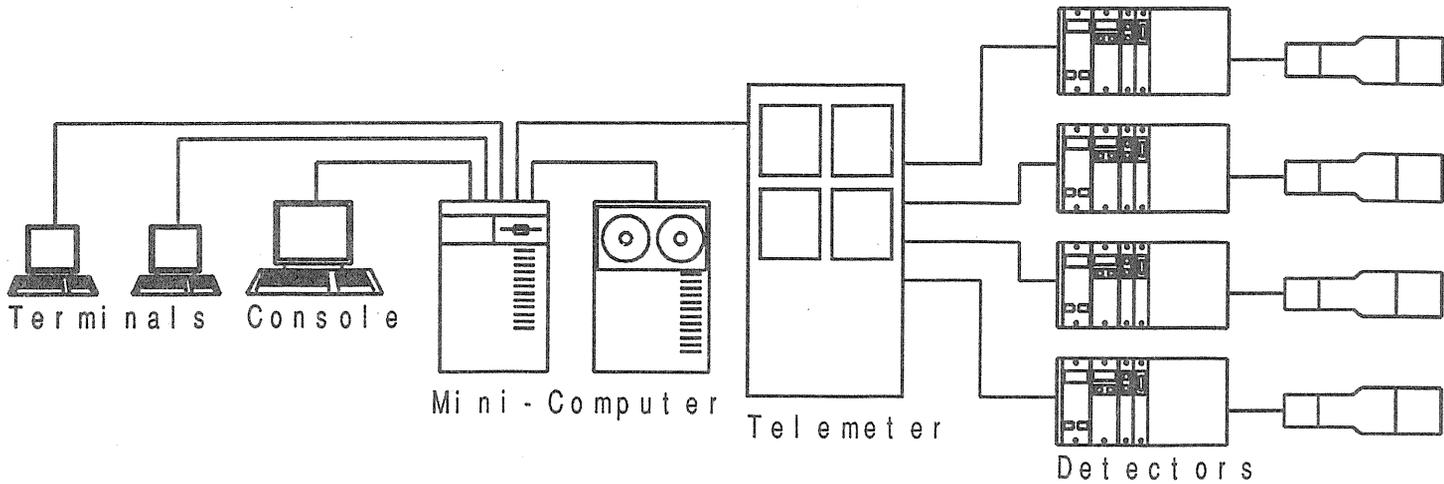 Terminals
Console
Mini-Computer
Telemeter
Detectors